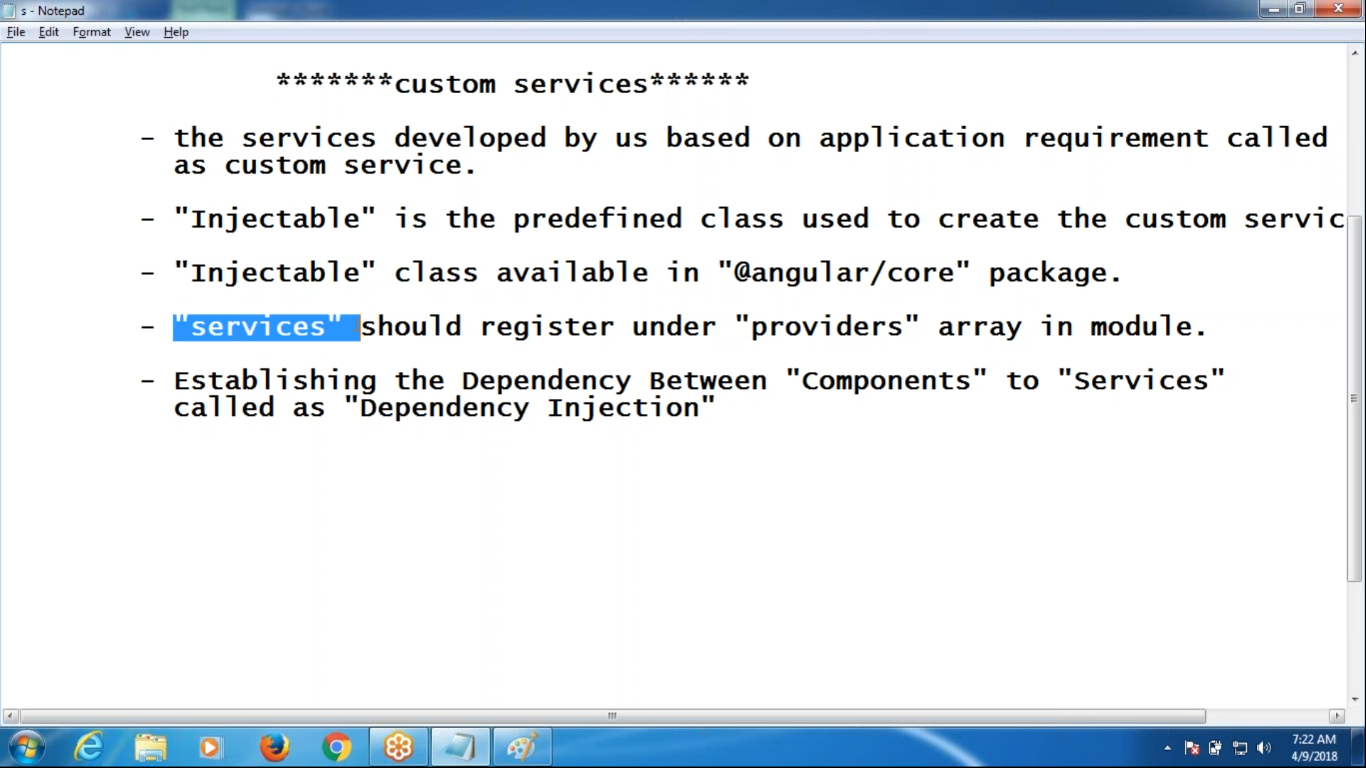 s - Notepad
File Edit Format View Help
*******custom services******
- the services developed by us based on application requirement called
as custom service.
- "Injectable" is the predefined class used to create the custom servic
- "Injectable" class available in "@angular/core" package.
- "services" should register under "providers" array in module.
- Establishing the Dependency Between "Components" to "Services"
called as "Dependency Injection"
7:22 AM
4/9/2018